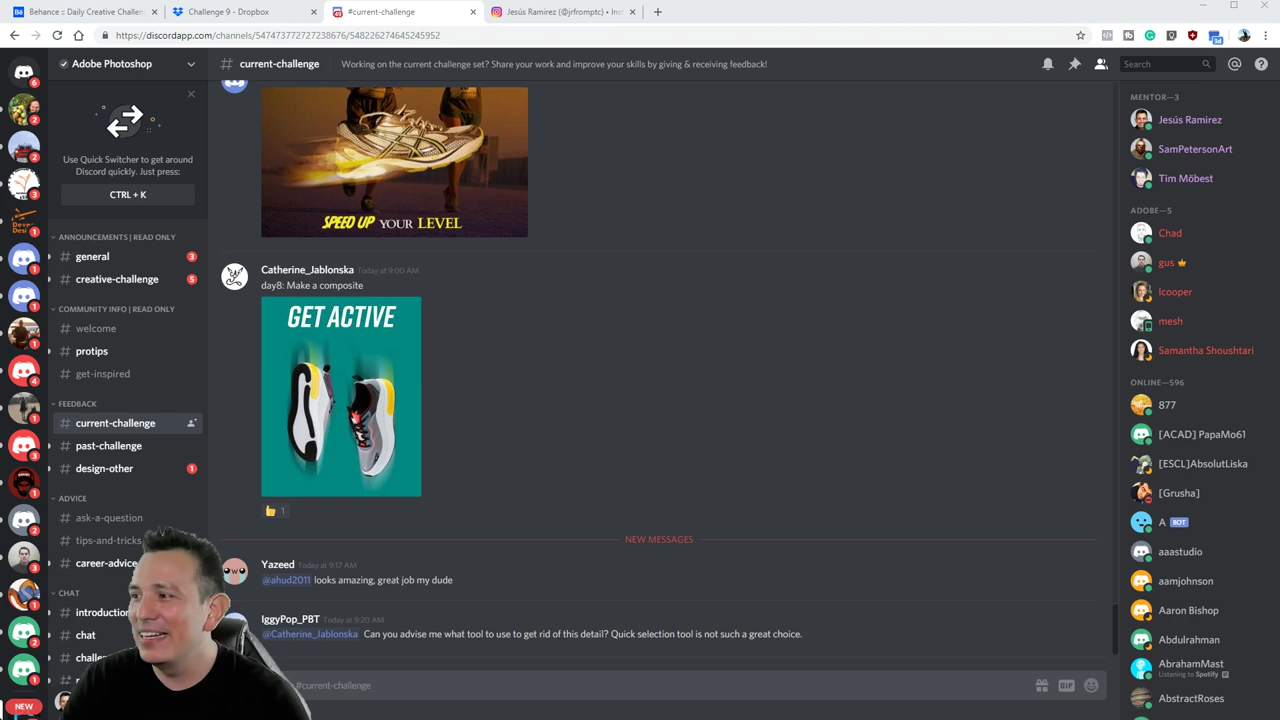 Behance :: Daily Creative Challen
Challenge 9 - Dropbox
#current-challenge
Jesús Ramirez (@jrfromptc) • Inst
https://discordapp.com/channels/547473772727238676/548226274645245952
Adobe Photoshop
current-challenge
Working on the current challenge set? Share your work and improve your skills by giving & receiving feedback!
Search
Use Quick Switcher to get around
Discord quickly. Just press:
CTRL + K
ANNOUNCEMENTS | READ ONLY
general
3
creative-challenge
5
COMMUNITY INFO | READ ONLY
welcome
protips
get-inspired
FEEDBACK
current-challenge
past-challenge
design-other
1
ADVICE
ask-a-question
tips-and-tricks
career-advice
CHAT
introduction
chat
challe
NEW
SPEED UP YOUR LEVEL
Catherine_Jablonska Today at 9:00 AM
day8: Make a composite
GET ACTIVE
1
NEW MESSAGES
Yazeed Today at 9:17 AM
@ahud2011 looks amazing, great job my dude
IggyPop_PBT Today at 9:20 AM
@Catherine_Jablonska Can you advise me what tool to use to get rid of this detail? Quick selection tool is not such a great choice.
#current-challenge
GIF
MENTOR—3
Jesús Ramirez
SamPetersonArt
Tim Möbest
ADOBE—5
Chad
gus
lcooper
mesh
Samantha Shoushtari
ONLINE—596
877
[ACAD] PapaMo61
[ESCL]AbsolutLiska
[Grusha]
A BOT
aaastudio
aamjohnson
Aaron Bishop
Abdulrahman
AbrahamMast
Listening to Spotify
AbstractRoses